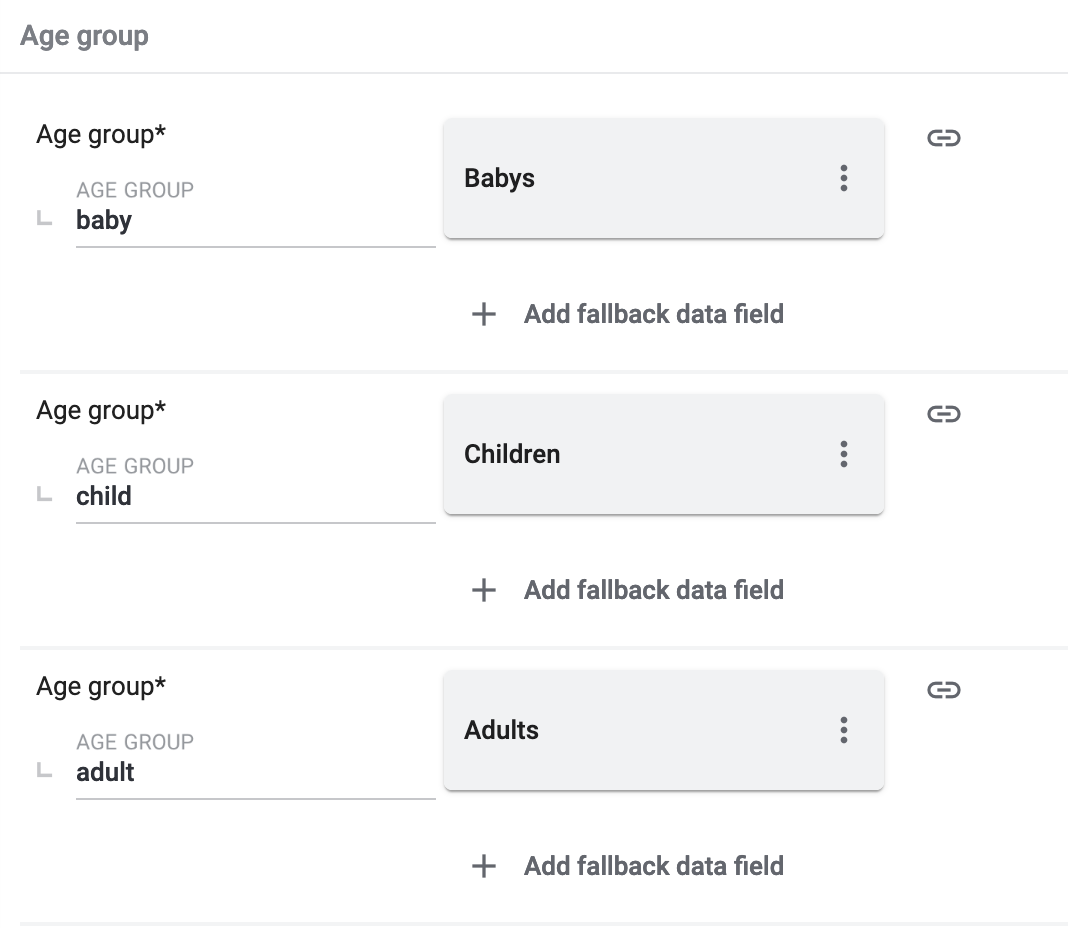 Age group
Age group*
Babys
AGE GROUP
baby
Add fallback data field
Age group*
Children
AGE GROUP
child
Add fallback data field
Age group*
Adults
AGE GROUP
adult
Add fallback data field